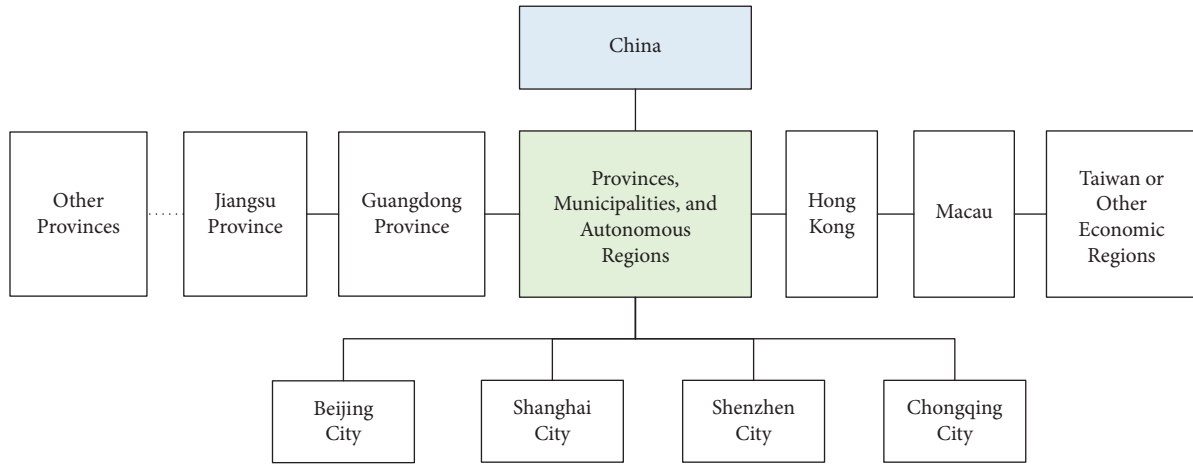 China
Other
Provinces
Jiangsu
Province
Guangdong
Province
Provinces,
Municipalities, and
Autonomous
Regions
Hong
Kong
Macau
Taiwan or
Other
Economic
Regions
Beijing
City
Shanghai
City
Shenzhen
City
Chongqing
City